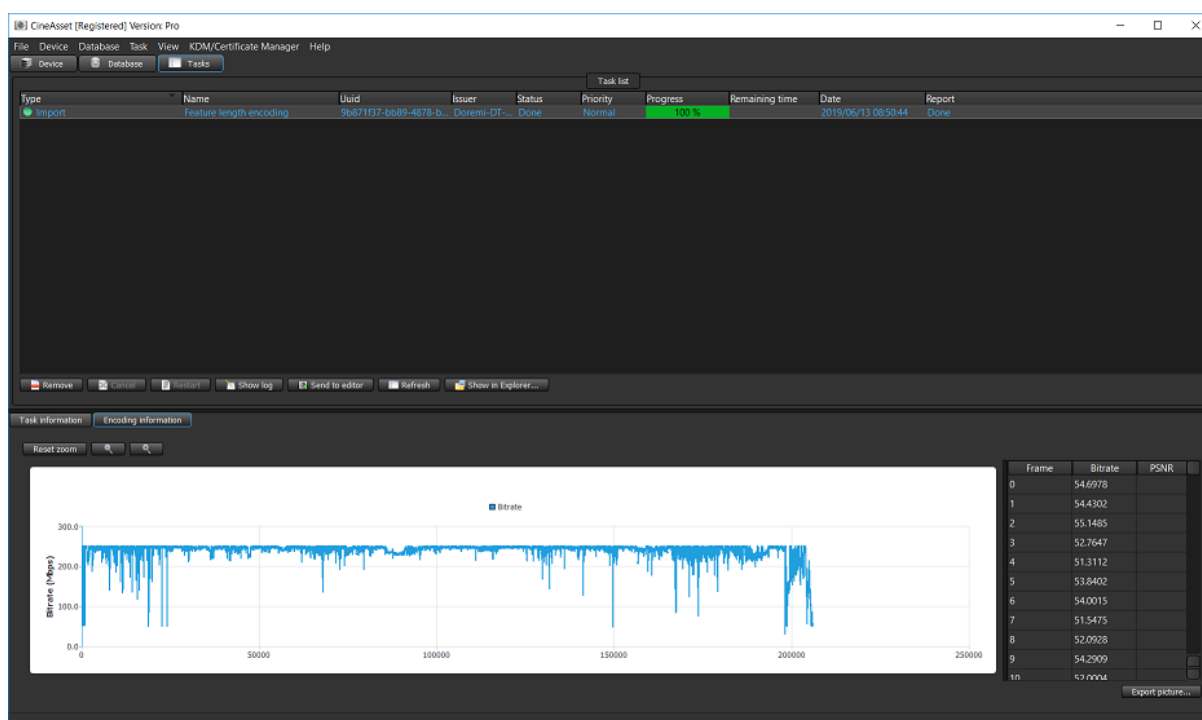 CineAsset [Registered] Version: Pro
File Device Database Task View KDM/Certificate Manager Help
Device Database Tasks
Task list
Type Name Uuid Issuer Status Priority Progress Remaining time Date Report
Import Feature length encoding 9b871f37-bb89-4878-b... Doremi-DT-... Done Normal 100 % 2019/06/13 08:50:44 Done
Remove Cancel Restart Show log Send to editor Refresh Show in Explorer...
Task information Encoding information
Reset zoom
Frame Bitrate PSNR
0 54.6978
Bitrate
1 54.4302
300.0
2 55.1485
3 52.7647
Bitrate (Mbps)
200.0
4 51.3112
5 53.8402
100.0
6 54.0015
7 51.5475
0.0
8 52.0928
0 50000 100000 150000 200000 250000
9 54.2909
10 52.0004
Export picture...